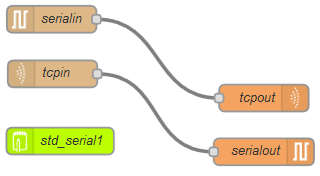 serialin
tcpin
tcpout
std_serial1
serialout